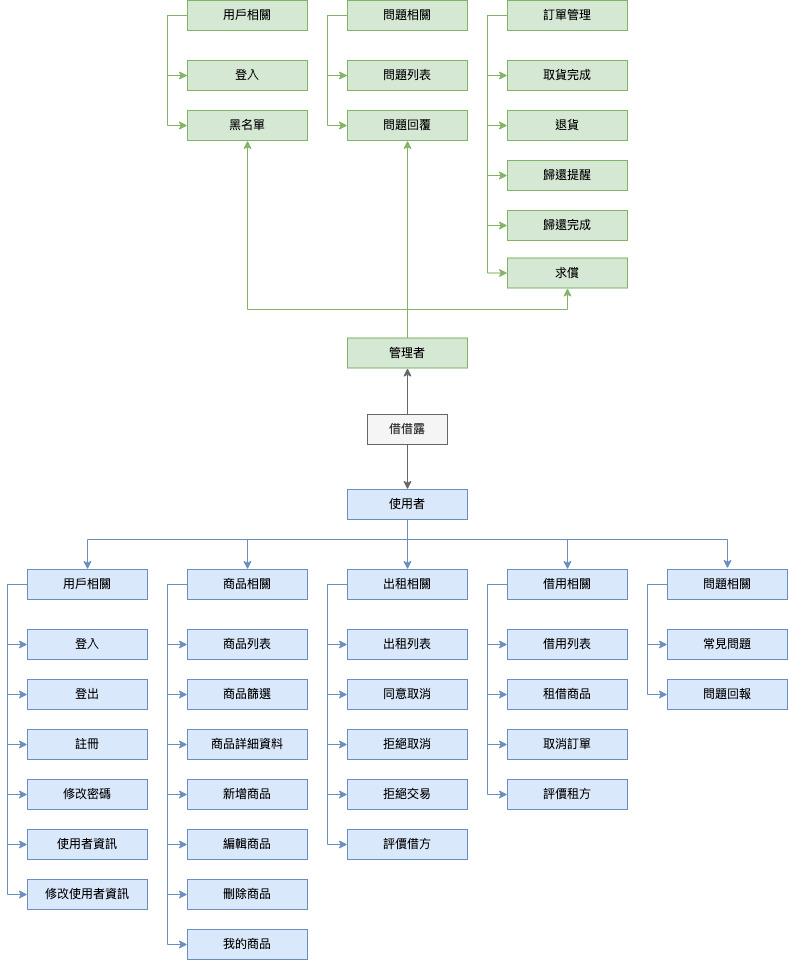 用戶相關
登入
黑名單
問題相關
問題列表
問題回覆
訂單管理
取貨完成
退貨
歸還提醒
歸還完成
求償
管理者
借借露
使用者
用戶相關
登入
登出
註冊
修改密碼
使用者資訊
修改使用者資訊
商品相關
商品列表
商品篩選
商品詳細資料
新增商品
編輯商品
刪除商品
我的商品
出租相關
出租列表
同意取消
拒絕取消
拒絕交易
評價借方
借用相關
借用列表
租借商品
取消訂單
評價租方
問題相關
常見問題
問題回報